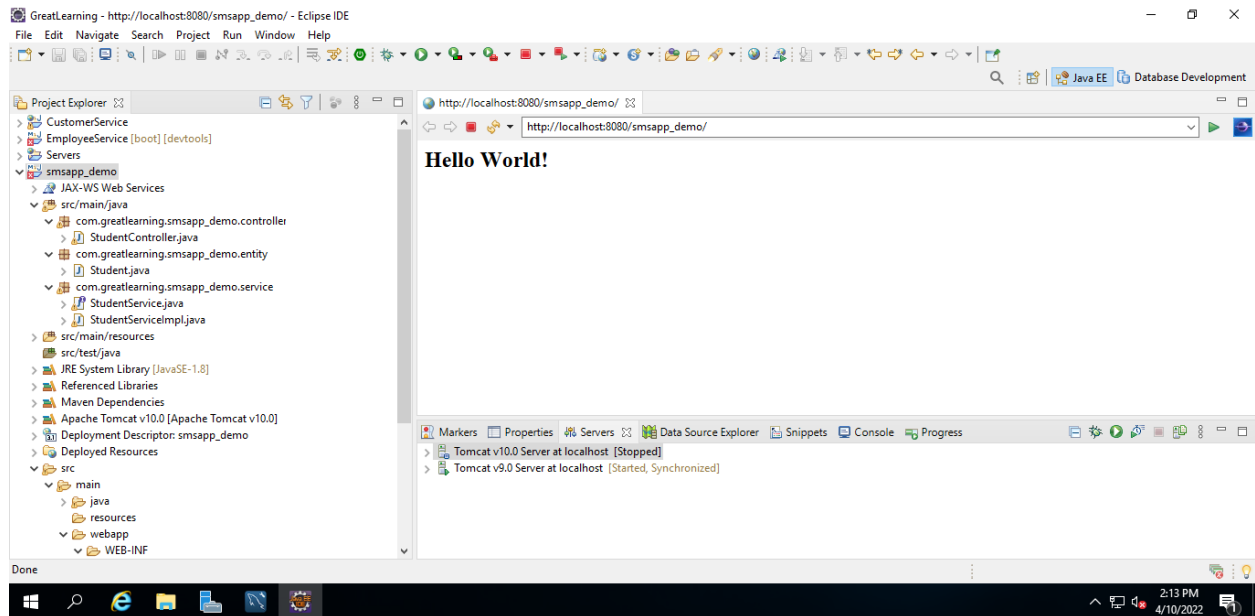 GreatLearning - http://localhost:8080/smsapp_demo/ - Eclipse IDE
File Edit Navigate Search Project Run Window Help
Java EE Database Development
Project Explorer
CustomerService
EmployeeService [boot] [devtools]
Servers
smsapp_demo
JAX-WS Web Services
src/main/java
com.greatlearning.smsapp_demo.controller
StudentController.java
com.greatlearning.smsapp_demo.entity
Student.java
com.greatlearning.smsapp_demo.service
StudentService.java
StudentServiceImpl.java
src/main/resources
src/test/java
JRE System Library [JavaSE-1.8]
Referenced Libraries
Maven Dependencies
Apache Tomcat v10.0 [Apache Tomcat v10.0]
Deployment Descriptor: smsapp_demo
Deployed Resources
src
main
java
resources
webapp
WEB-INF
http://localhost:8080/smsapp_demo/
http://localhost:8080/smsapp_demo/
Hello World!
Markers Properties Servers Data Source Explorer Snippets Console Progress
Tomcat v10.0 Server at localhost [Stopped]
Tomcat v9.0 Server at localhost [Started, Synchronized]
Done
2:13 PM
4/10/2022